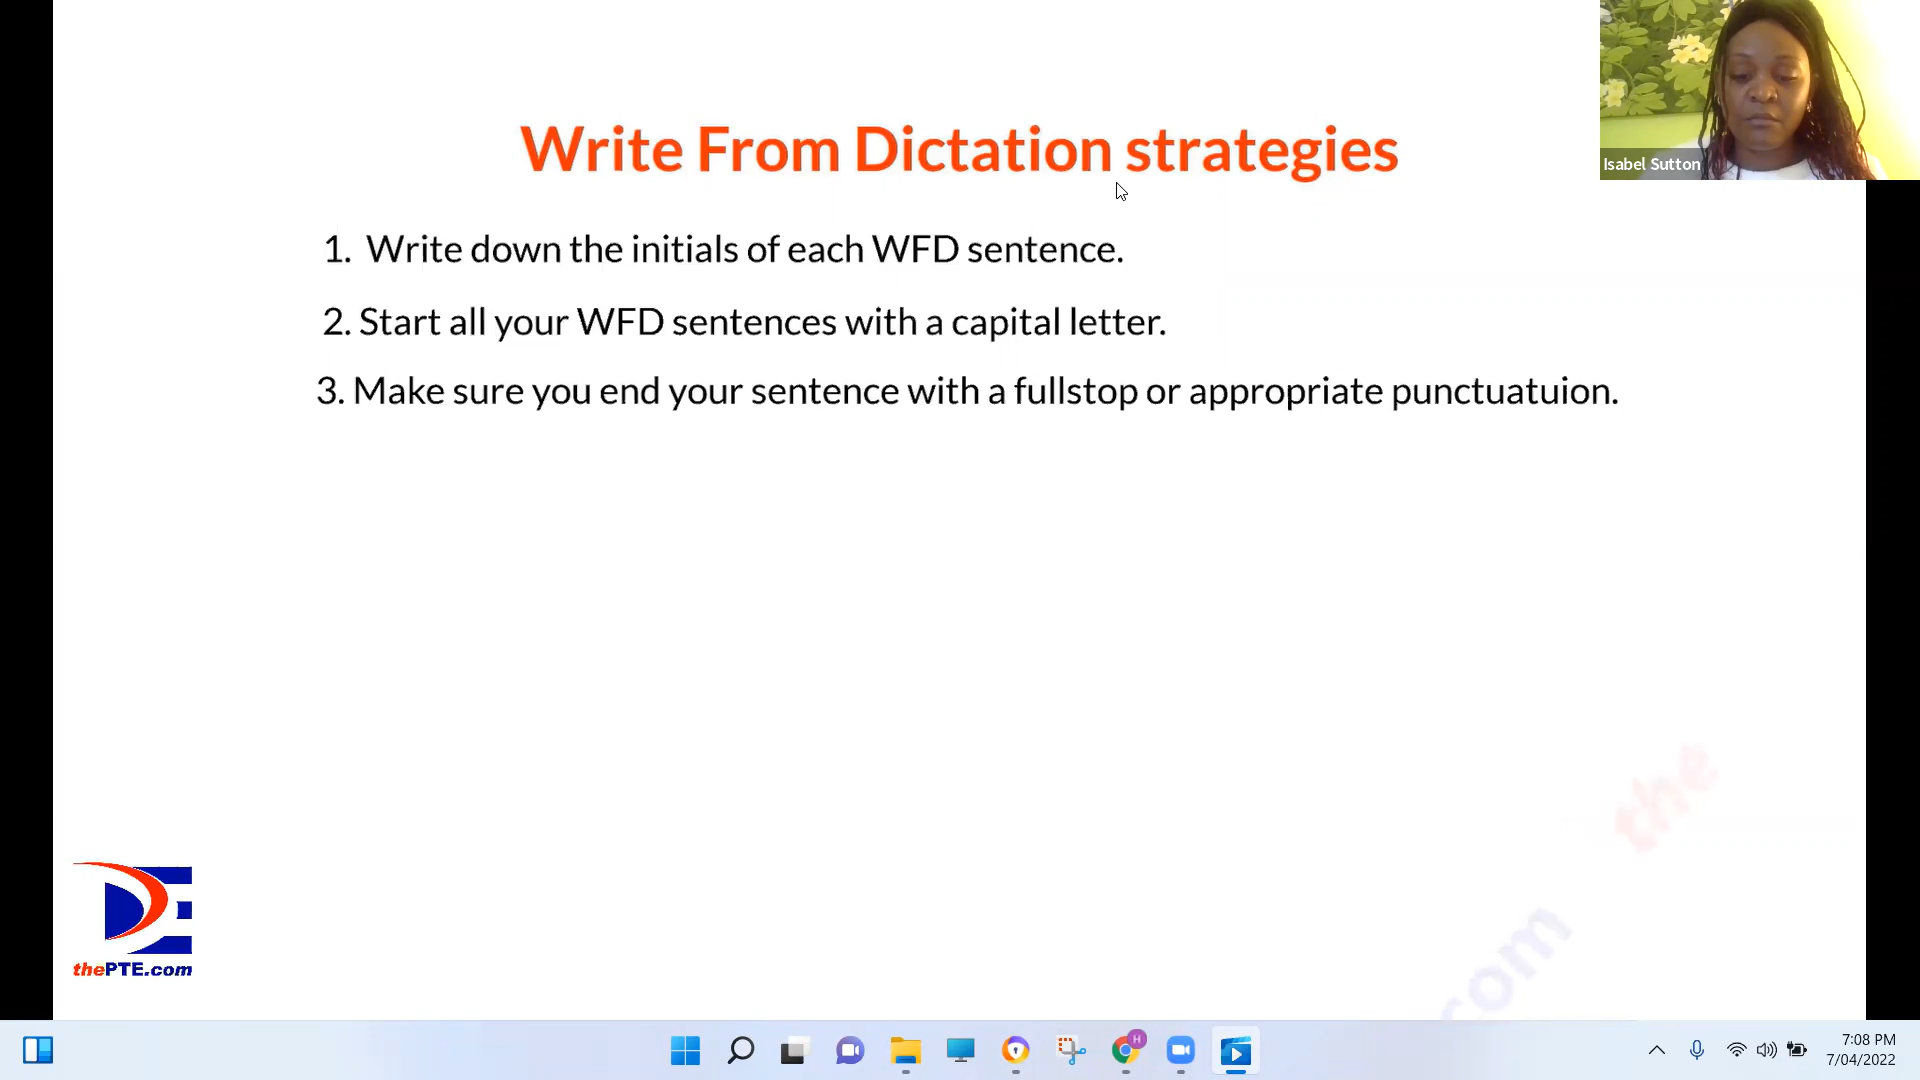 Write From Dictation strategies
Isabel Sutton
1. Write down the initials of each WFD sentence.
2. Start all your WFD sentences with a capital letter.
3. Make sure you end your sentence with a fullstop or appropriate punctuatuion.
the
com
thePTE.com
H
7:08 PM
7/04/2022